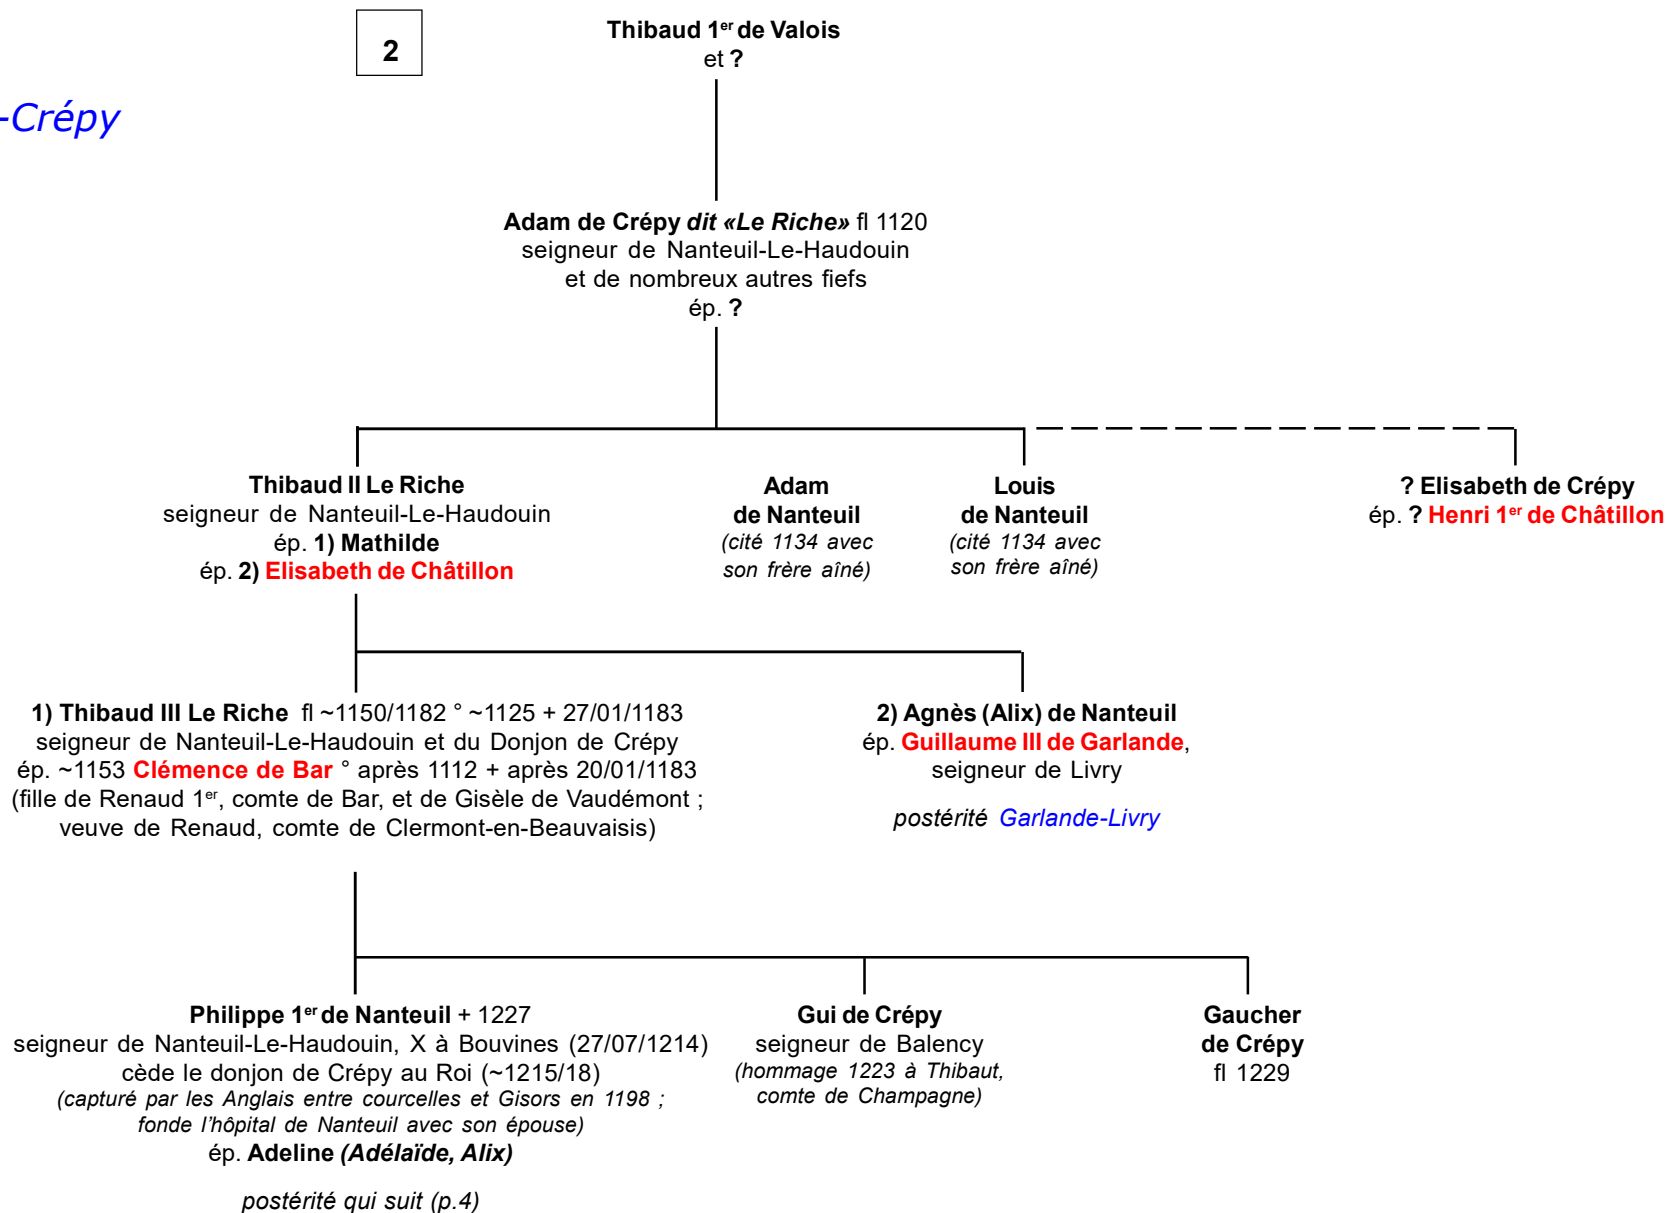 2
Thibaud 1er de Valois
et ?
-Crépy
Adam de Crépy dit «Le Riche» fl 1120
seigneur de Nanteuil-Le-Haudouin
et de nombreux autres fiefs
ép. ?
Thibaud II Le Riche
seigneur de Nanteuil-Le-Haudouin
ép. 1) Mathilde
ép. 2) Elisabeth de Châtillon
Adam
de Nanteuil
(cité 1134 avec
son frère aîné)
Louis
de Nanteuil
(cité 1134 avec
son frère aîné)
? Elisabeth de Crépy
ép. ? Henri 1er de Châtillon
1) Thibaud III Le Riche fl ~1150/1182 ° ~1125 + 27/01/1183
seigneur de Nanteuil-Le-Haudouin et du Donjon de Crépy
ép. ~1153 Clémence de Bar ° après 1112 + après 20/01/1183
(fille de Renaud 1er, comte de Bar, et de Gisèle de Vaudémont ;
veuve de Renaud, comte de Clermont-en-Beauvaisis)
2) Agnès (Alix) de Nanteuil
ép. Guillaume III de Garlande,
seigneur de Livry
postérité Garlande-Livry
Philippe 1er de Nanteuil + 1227
seigneur de Nanteuil-Le-Haudouin, X à Bouvines (27/07/1214)
cède le donjon de Crépy au Roi (~1215/18)
(capturé par les Anglais entre courcelles et Gisors en 1198 ;
fonde l'hôpital de Nanteuil avec son épouse)
ép. Adeline (Adélaïde, Alix)
postérité qui suit (p.4)
Gui de Crépy
seigneur de Balency
(hommage 1223 à Thibaut,
comte de Champagne)
Gaucher
de Crépy
fl 1229